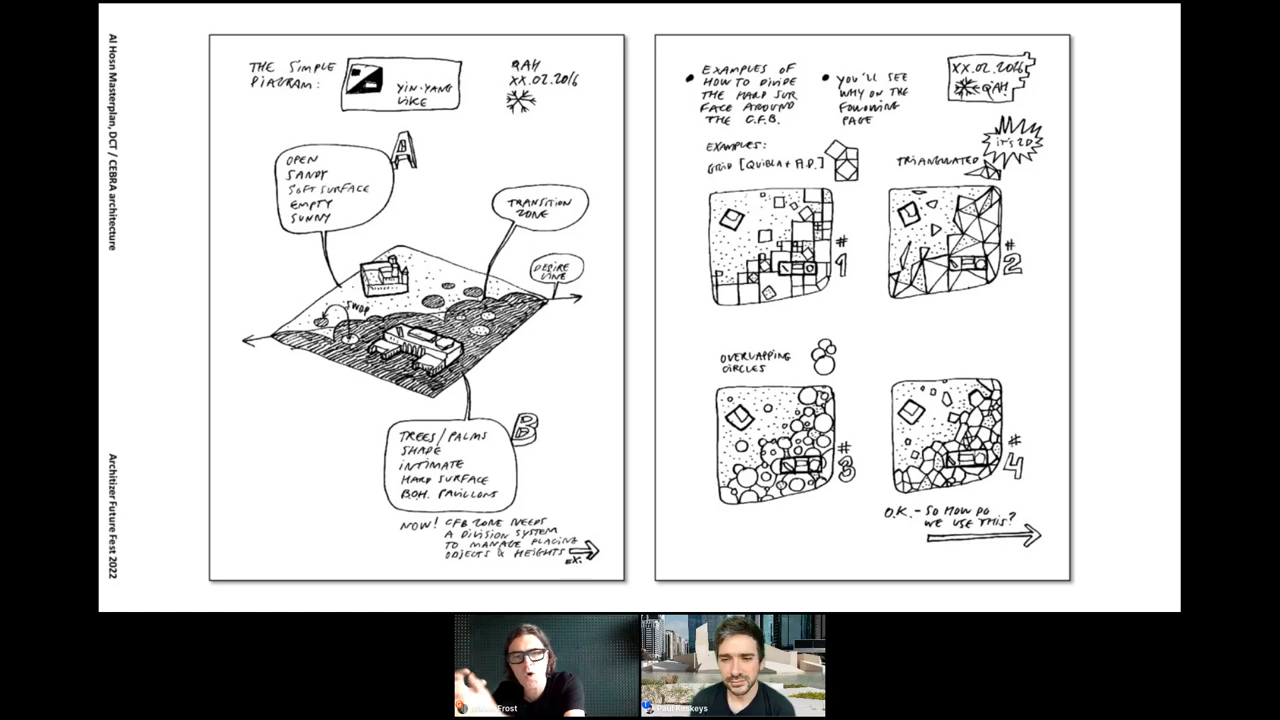 Al Hosn Masterplan, DCT / CEBRA architecture
Architizer Future Fest 2022
THE SIMPLE
DIAGRAM:
YIN-YANG
LIKE
QAH
XX.02.2016
A
OPEN
SANDY
SOFT SURFACE
EMPTY
SUNNY
TRANSITION
ZONE
DESIRE
LINE
SWAP
B
TREES/PALMS
SHADE
INTIMATE
HARD SURFACE
B.O.H. PAVILLONS
NOW! CFB ZONE NEEDS
A DIVISION SYSTEM
TO MANAGE PLACING
OBJECTS & HEIGHTS
EX.
• EXAMPLES OF
HOW TO DIVIDE
THE HARD SUR
FACE AROUND
THE C.F.B.
• YOU'LL SEE
WHY ON THE
FOLLOWING
PAGE
XX.02.2016
QAH
EXAMPLES:
GRID [QUIBLA + A.D.]
TRIANGULATED
IT'S 2D
#1
#2
OVERLAPPING
CIRCLES
#3
#4
O.K. - SO HOW DO
WE USE THIS?
Frost
Paul Keskeys